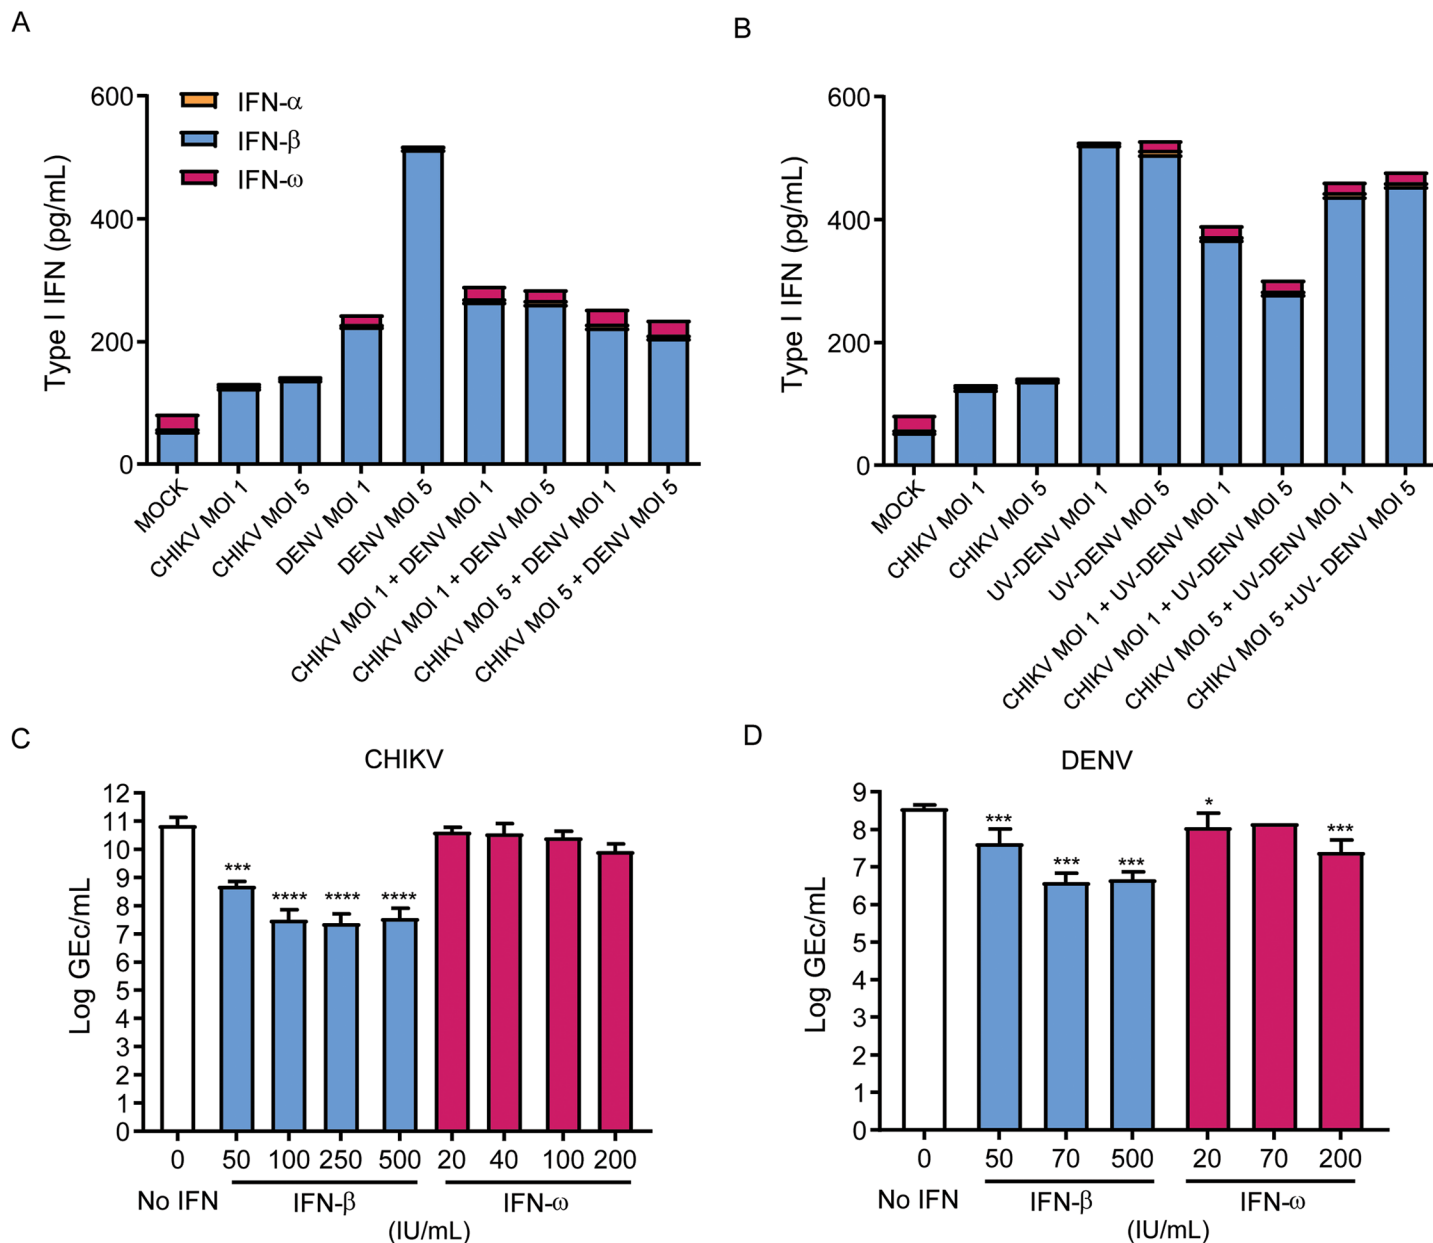 A
Type I IFN (pg/mL)
600
400
200
0
IFN-α
IFN-β
IFN-ω
MOCK
CHIKV MOI 1
CHIKV MOI 5
DENV MOI 1
DENV MOI 5
CHIKV MOI 1 + DENV MOI 1
CHIKV MOI 1 + DENV MOI 5
CHIKV MOI 5 + DENV MOI 1
CHIKV MOI 5 + DENV MOI 5
B
Type I IFN (pg/mL)
600
400
200
0
MOCK
CHIKV MOI 1
CHIKV MOI 5
UV-DENV MOI 1
UV-DENV MOI 5
CHIKV MOI 1 + UV-DENV MOI 1
CHIKV MOI 1 + UV-DENV MOI 5
CHIKV MOI 5 + UV-DENV MOI 1
CHIKV MOI 5 +UV- DENV MOI 5
C
CHIKV
Log GEc/mL
12
11
10
9
8
7
6
5
4
3
2
1
0
*** **** **** ****
0 50 100 250 500 20 40 100 200
No IFN IFN-β IFN-ω
(IU/mL)
D
DENV
Log GEc/mL
9
8
7
6
5
4
3
2
1
0
*** *** *** * ***
0 50 70 500 20 70 200
No IFN IFN-β IFN-ω
(IU/mL)